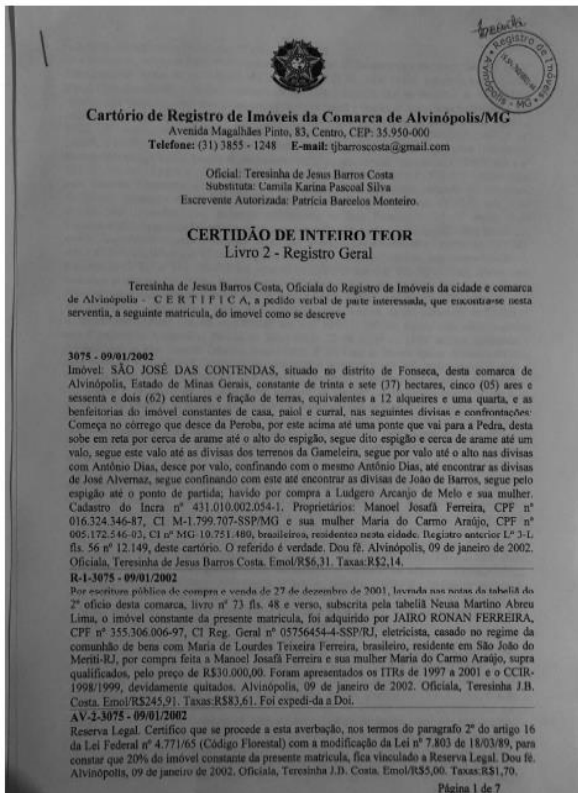 Registro de Imóveis
Alvinópolis - MG
Cartório de Registro de Imóveis da Comarca de Alvinópolis/MG
Avenida Magalhães Pinto, 83, Centro, CEP: 35.950-000
Telefone: (31) 3855 - 1248 E-mail: tjbarroscosta@gmail.com
Oficial: Teresinha de Jesus Barros Costa
Substituta: Camila Karina Pascoal Silva
Escrevente Autorizada: Patrícia Barcelos Monteiro.
CERTIDÃO DE INTEIRO TEOR
Livro 2 - Registro Geral
Teresinha de Jesus Barros Costa, Oficiala do Registro de Imóveis da cidade e comarca
de Alvinópolis - C E R T I F I C A, a pedido verbal de parte interessada, que encontra-se nesta
serventia, a seguinte matricula, do imovel como se descreve
3075 - 09/01/2002
Imóvel: SÃO JOSÉ DAS CONTENDAS, situado no distrito de Fonseca, desta comarca de
Alvinópolis, Estado de Minas Gerais, constante de trinta e sete (37) hectares, cinco (05) ares e
sessenta e dois (62) centiares e fração de terras, equivalentes a 12 alqueires e uma quarta, e as
benfeitorias do imóvel constantes de casa, paiol e curral, nas seguintes divisas e confrontações:
Começa no córrego que desce da Peroba, por este acima até uma ponte que vai para a Pedra, desta
sobe em reta por cerca de arame até o alto do espigão, segue dito espigão e cerca de arame até um
valo, segue este valo até as divisas dos terrenos da Gameleira, segue por valo até o alto nas divisas
com Antônio Dias, desce por valo, confinando com o mesmo Antônio Dias, até encontrar as divisas
de José Alvernaz, segue confinando com este até encontrar as divisas de João de Barros, segue pelo
espigão até o ponto de partida; havido por compra a Ludgero Arcanjo de Melo e sua mulher.
Cadastro do Incra nº 431.010.002.054-1. Proprietários: Manoel Josafá Ferreira, CPF nº
016.324.346-87, CI M-1.799.707-SSP/MG e sua mulher Maria do Carmo Araújo, CPF nº
005.172.546-03, CI nº MG-10.751.480, brasileiros, residentes nesta cidade. Registro anterior Lº 3-L
fls. 56 nº 12.149, deste cartório. O referido é verdade. Dou fé. Alvinópolis, 09 de janeiro de 2002.
Oficiala, Teresinha de Jesus Barros Costa. Emol/R$6,31. Taxas:R$2,14.
R-1-3075 - 09/01/2002
Por escritura pública de compra e venda de 27 de dezembro de 2001, lavrada nas notas da tabeliã do
2º oficio desta comarca, livro nº 73 fls. 48 e verso, subscrita pela tabeliã Neusa Martino Abreu
Lima, o imóvel constante da presente matricula, foi adquirido por JAIRO RONAN FERREIRA,
CPF nº 355.306.006-97, CI Reg. Geral nº 05756454-4-SSP/RJ, eletricista, casado no regime da
comunhão de bens com Maria de Lourdes Teixeira Ferreira, brasileiro, residente em São João do
Meriti-RJ, por compra feita a Manoel Josafá Ferreira e sua mulher Maria do Carmo Araújo, supra
qualificados, pelo preço de R$30.000,00. Foram apresentados os ITRs de 1997 a 2001 e o CCIR-
1998/1999, devidamente quitados. Alvinópolis, 09 de janeiro de 2002. Oficiala, Teresinha J.B.
Costa. Emol/R$245,91. Taxas:R$83,61. Foi expedi-da a Doi.
AV-2-3075 - 09/01/2002
Reserva Legal. Certifico que se procede a esta averbação, nos termos do paragrafo 2º do artigo 16
da Lei Federal nº 4.771/65 (Código Florestal) com a modificação da Lei nº 7.803 de 18/03/89, para
constar que 20% do imóvel constante da presente matricula, fica vinculado a Reserva Legal. Dou fé.
Alvinópolis, 09 de janeiro de 2002. Oficiala, Teresinha J.B. Costa. Emol/R$5,00. Taxas:R$1,70.
Página 1 de 7